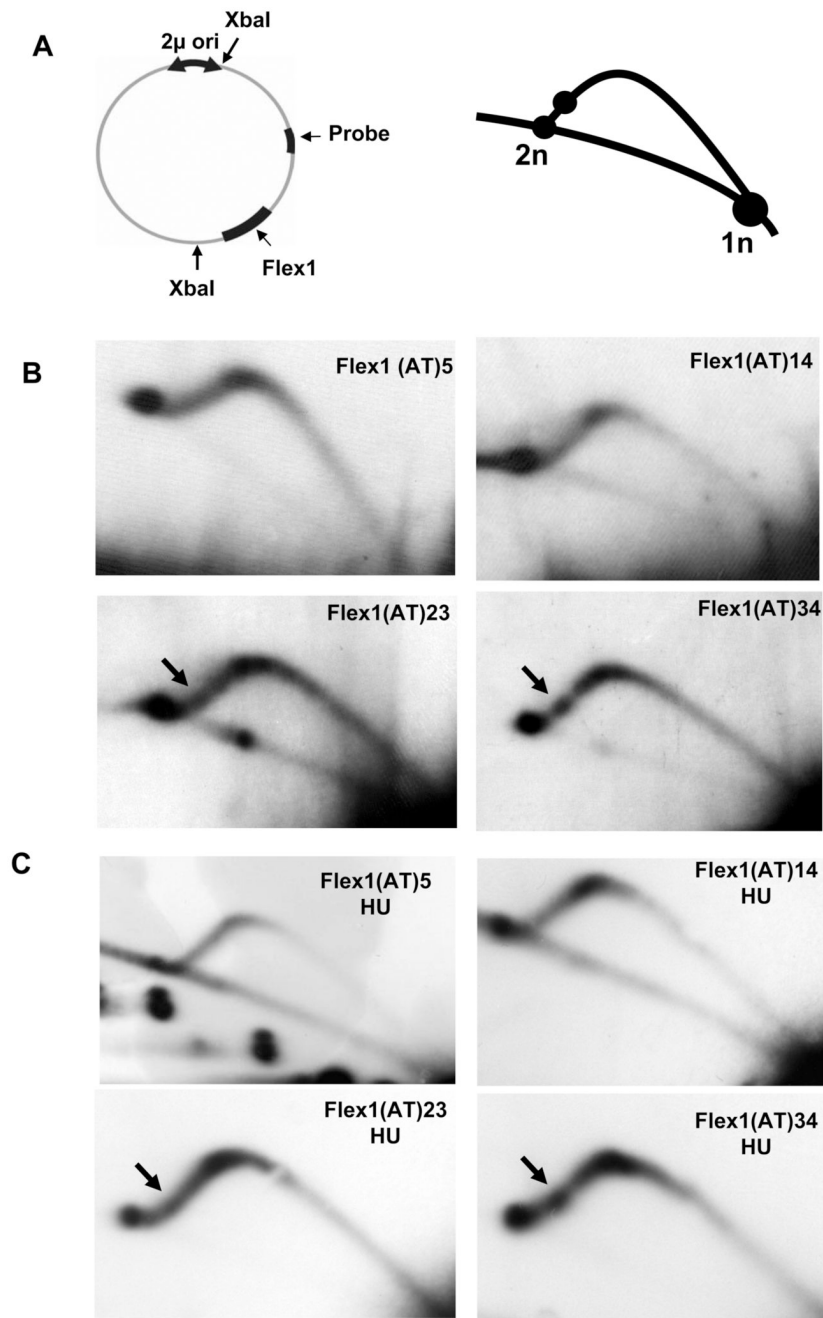 A
2µ ori
XbaI
Probe
Flex1
XbaI
2n
1n
B
Flex1 (AT)5
Flex1(AT)14
Flex1(AT)23
Flex1(AT)34
C
Flex1(AT)5
HU
Flex1(AT)14
HU
Flex1(AT)23
HU
Flex1(AT)34
HU